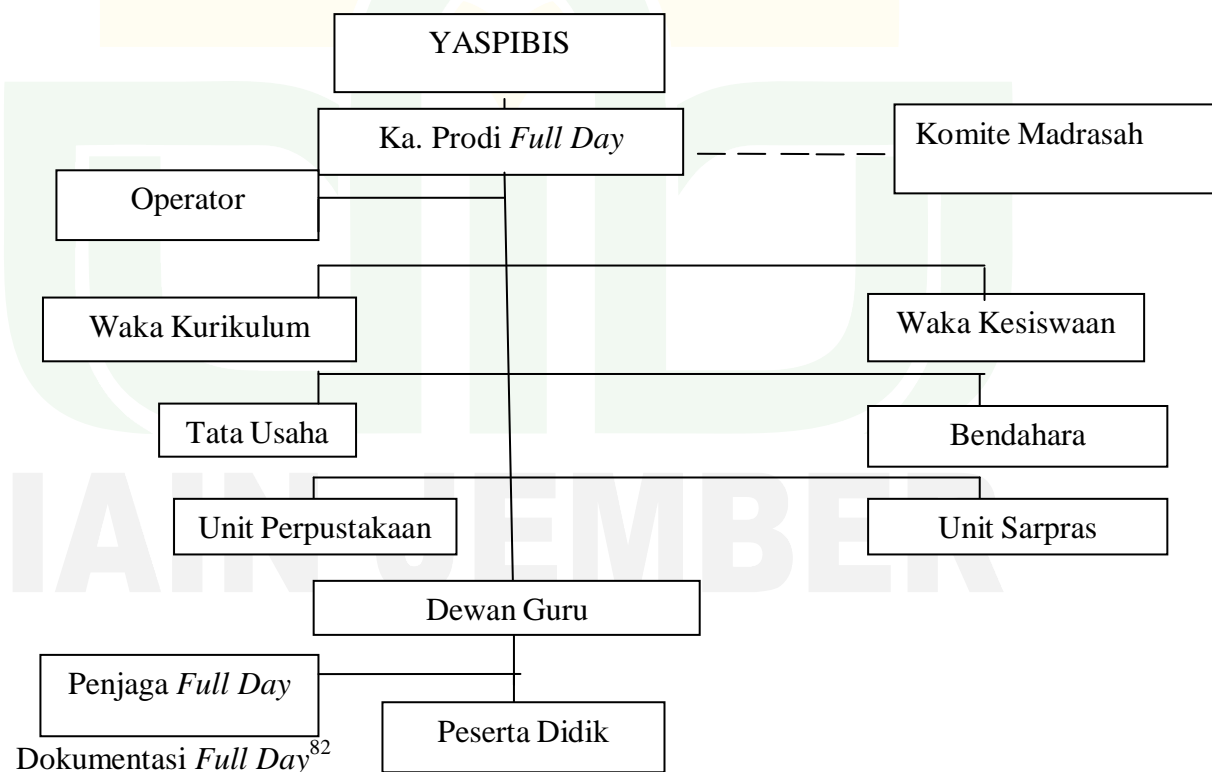 YASPIBIS
Ka. Prodi Full Day
Komite Madrasah
Operator
Waka Kurikulum
Waka Kesiswaan
Tata Usaha
Bendahara
Unit Perpustakaan
Unit Sarpras
IAIN JEMBER
Dewan Guru
Penjaga Full Day
Peserta Didik
Dokumentasi Full Day82